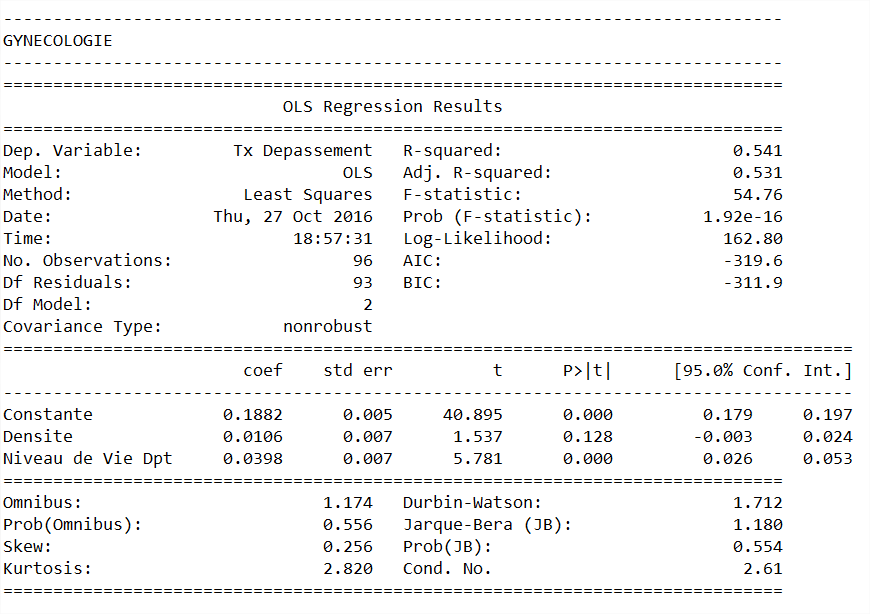 ------------------------------------------------------------------------------
GYNECOLOGIE
------------------------------------------------------------------------------
==============================================================================
                            OLS Regression Results
==============================================================================
Dep. Variable:         Tx Depassement   R-squared:                       0.541
Model:                            OLS   Adj. R-squared:                  0.531
Method:                 Least Squares   F-statistic:                     54.76
Date:                Thu, 27 Oct 2016   Prob (F-statistic):           1.92e-16
Time:                        18:57:31   Log-Likelihood:                 162.80
No. Observations:                  96   AIC:                            -319.6
Df Residuals:                      93   BIC:                            -311.9
Df Model:                           2
Covariance Type:            nonrobust
=====================================================================================
                        coef    std err          t      P>|t|      [95.0% Conf. Int.]
-------------------------------------------------------------------------------------
Constante             0.1882      0.005     40.895      0.000         0.179     0.197
Densite               0.0106      0.007      1.537      0.128        -0.003     0.024
Niveau de Vie Dpt     0.0398      0.007      5.781      0.000         0.026     0.053
==============================================================================
Omnibus:                        1.174   Durbin-Watson:                   1.712
Prob(Omnibus):                  0.556   Jarque-Bera (JB):                1.180
Skew:                           0.256   Prob(JB):                        0.554
Kurtosis:                       2.820   Cond. No.                         2.61
==============================================================================